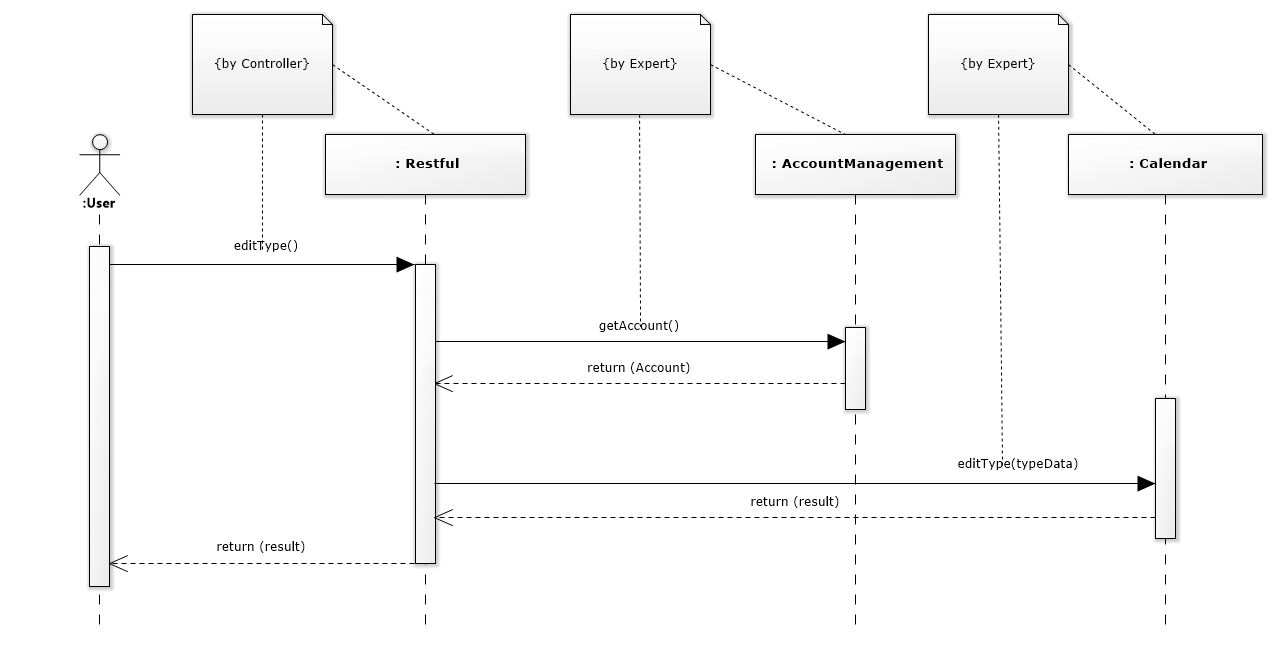 {by Controller}
{by Expert}
{by Expert}
: Restful
: AccountManagement
: Calendar
:User
editType()
getAccount()
return (Account)
editType(typeData)
return (result)
return (result)